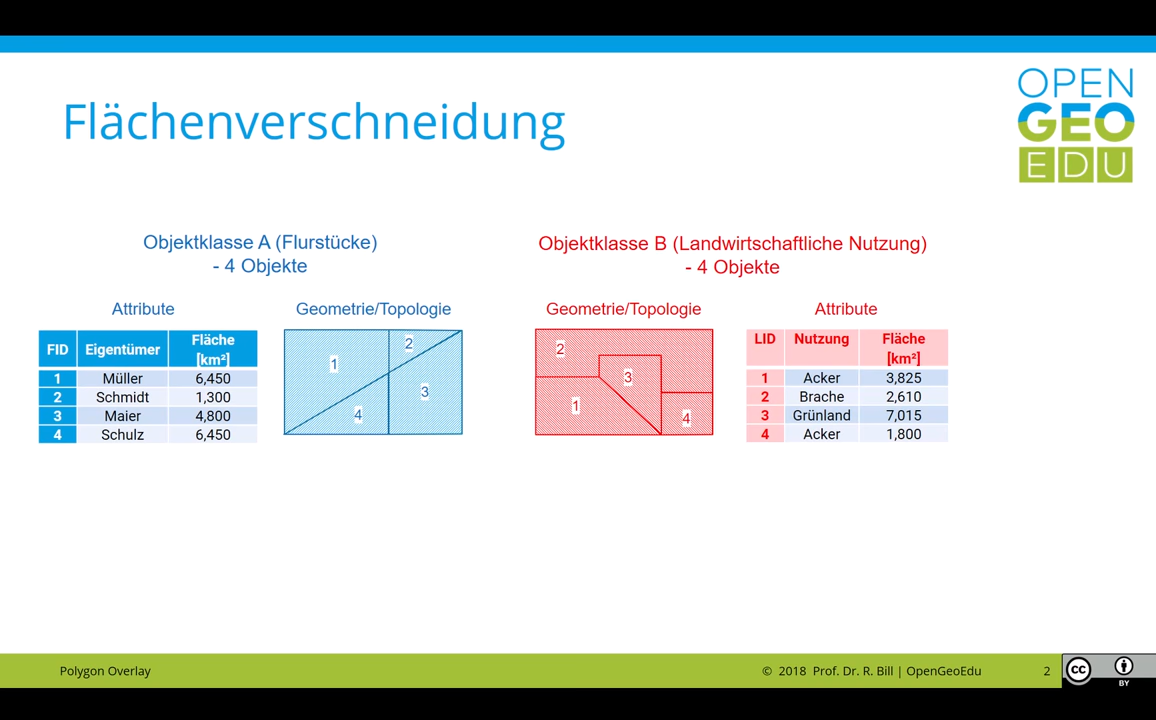 OPEN
GEO
EDU
Flächenverschneidung
Objektklasse A (Flurstücke)
- 4 Objekte
Attribute
Geometrie/Topologie
FID Eigentümer Fläche [km²]
1 Müller 6,450
2 Schmidt 1,300
3 Maier 4,800
4 Schulz 6,450
1
2
3
4
Objektklasse B (Landwirtschaftliche Nutzung)
- 4 Objekte
Geometrie/Topologie
Attribute
2
3
1
4
LID Nutzung Fläche [km²]
1 Acker 3,825
2 Brache 2,610
3 Grünland 7,015
4 Acker 1,800
Polygon Overlay
© 2018 Prof. Dr. R. Bill | OpenGeoEdu
2
cc
BY